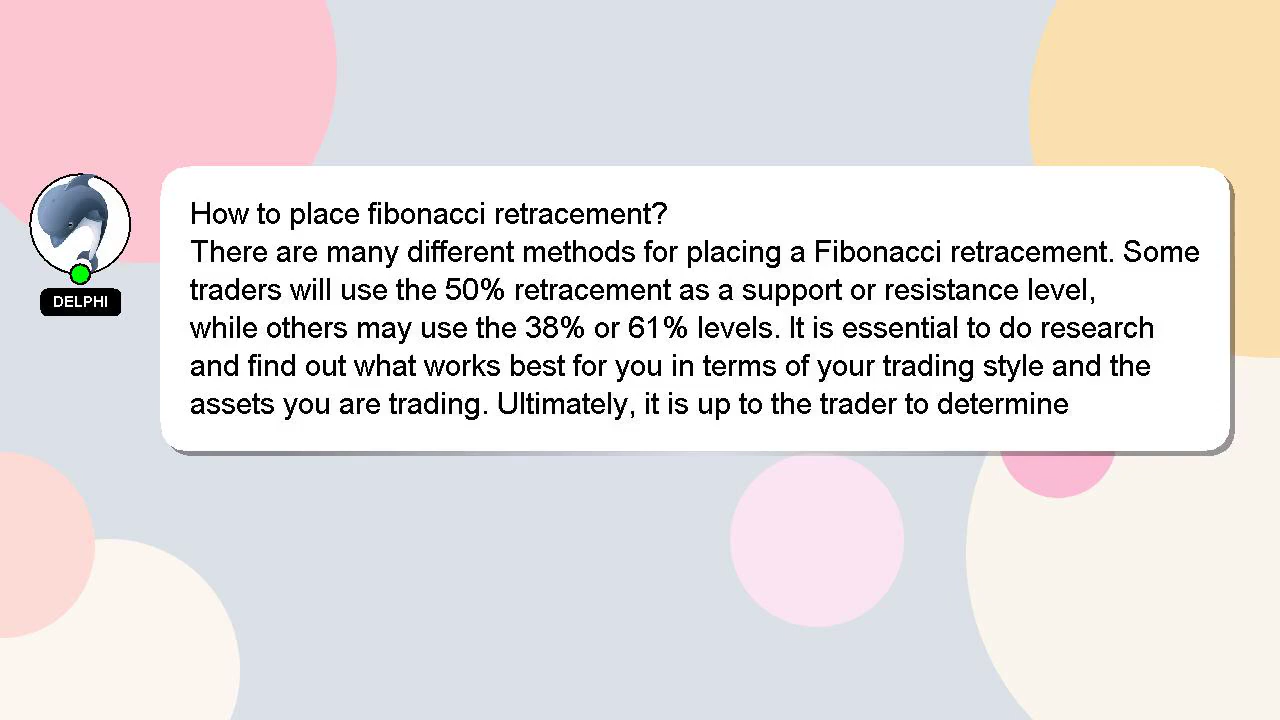 How to place fibonacci retracement?
There are many different methods for placing a Fibonacci retracement. Some
traders will use the 50% retracement as a support or resistance level,
while others may use the 38% or 61% levels. It is essential to do research
and find out what works best for you in terms of your trading style and the
assets you are trading. Ultimately, it is up to the trader to determine
DELPHI